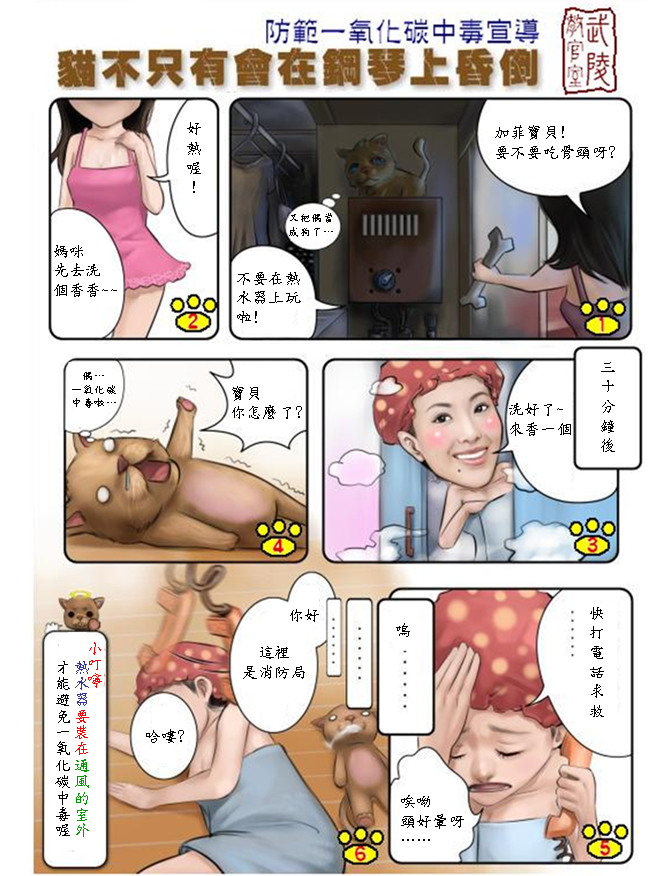 防範一氧化碳中毒宣導
貓不只有會在鋼琴上昏倒
武陵
教官室
加菲寶貝!
要不要吃骨頭呀?
又把偶當
成狗了…
不要在熱
水器上玩
啦!
1
好熱喔!
媽咪
先去洗
個香香~~
2
三十分鐘後
洗好了~
來香一個
3
偶…
一氧化碳
中毒啦…
寶貝
你怎麼了?
4
快打電話求救
……
嗚………
唉呦
頭好暈呀
……
5
你好
這裡
是消防局
哈嘍?
6
小叮嚀
熱水器要裝在通風的室外
才能避免一氧化碳中毒喔